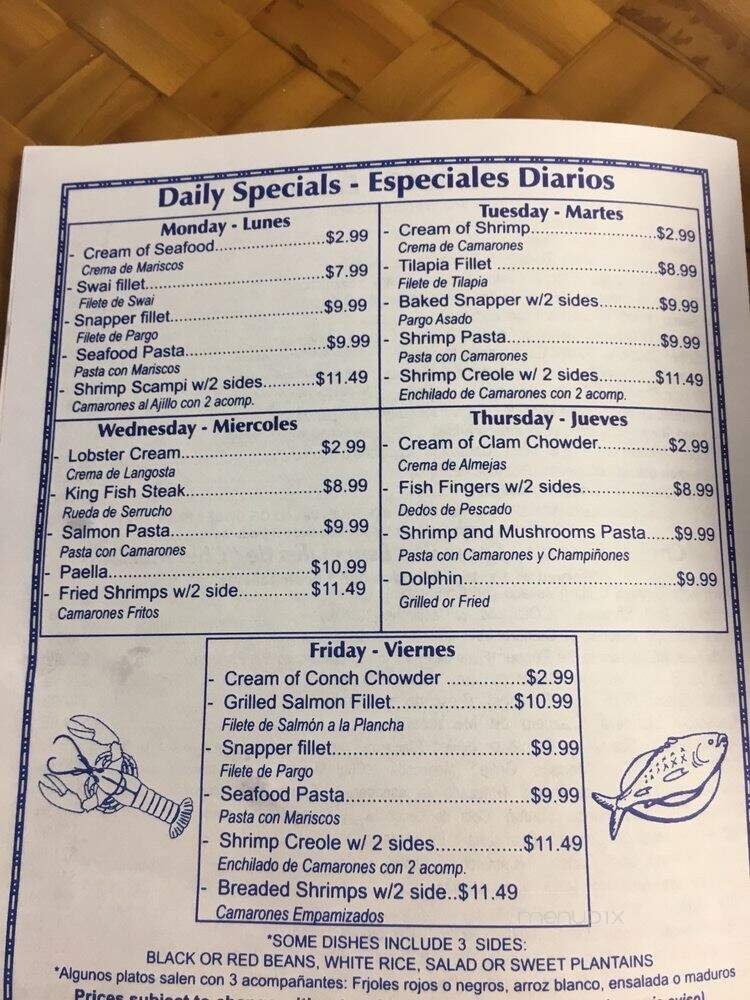 Daily Specials - Especiales Diarios
Monday - Lunes
- Cream of Seafood....................$2.99
Crema de Mariscos
- Swai fillet................................$7.99
Filete de Swai
- Snapper fillet...........................$9.99
Filete de Pargo
- Seafood Pasta.........................$9.99
Pasta con Mariscos
- Shrimp Scampi w/2 sides.........$11.49
Camarones al Ajillo con 2 acomp.
Tuesday - Martes
- Cream of Shrimp.....................$2.99
Crema de Camarones
- Tilapia Fillet ...........................$8.99
Filete de Tilapia
- Baked Snapper w/2 sides..........$9.99
Pargo Asado
- Shrimp Pasta..........................$9.99
Pasta con Camarones
- Shrimp Creole w/ 2 sides..........$11.49
Enchilado de Camarones con 2 acomp.
Wednesday - Miercoles
- Lobster Cream.........................$2.99
Crema de Langosta
- King Fish Steak........................$8.99
Rueda de Serrucho
- Salmon Pasta...........................$9.99
Pasta con Camarones
- Paella....................................$10.99
- Fried Shrimps w/2 side.............$11.49
Camarones Fritos
Thursday - Jueves
- Cream of Clam Chowder............$2.99
Crema de Almejas
- Fish Fingers w/2 sides...............$8.99
Dedos de Pescado
- Shrimp and Mushrooms Pasta.....$9.99
Pasta con Camarones y Champiñones
- Dolphin...................................$9.99
Grilled or Fried
Friday - Viernes
- Cream of Conch Chowder ..............$2.99
- Grilled Salmon Fillet.....................$10.99
Filete de Salmón a la Plancha
- Snapper fillet.................................$9.99
Filete de Pargo
- Seafood Pasta...............................$9.99
Pasta con Mariscos
- Shrimp Creole w/ 2 sides...............$11.49
Enchilado de Camarones con 2 acomp.
- Breaded Shrimps w/2 side..$11.49
Camarones Empamizados
menupix
*SOME DISHES INCLUDE 3 SIDES:
BLACK OR RED BEANS, WHITE RICE, SALAD OR SWEET PLANTAINS
*Algunos platos salen con 3 acompañantes: Frjoles rojos o negros, arroz blanco, ensalada o maduros
Prices subject to